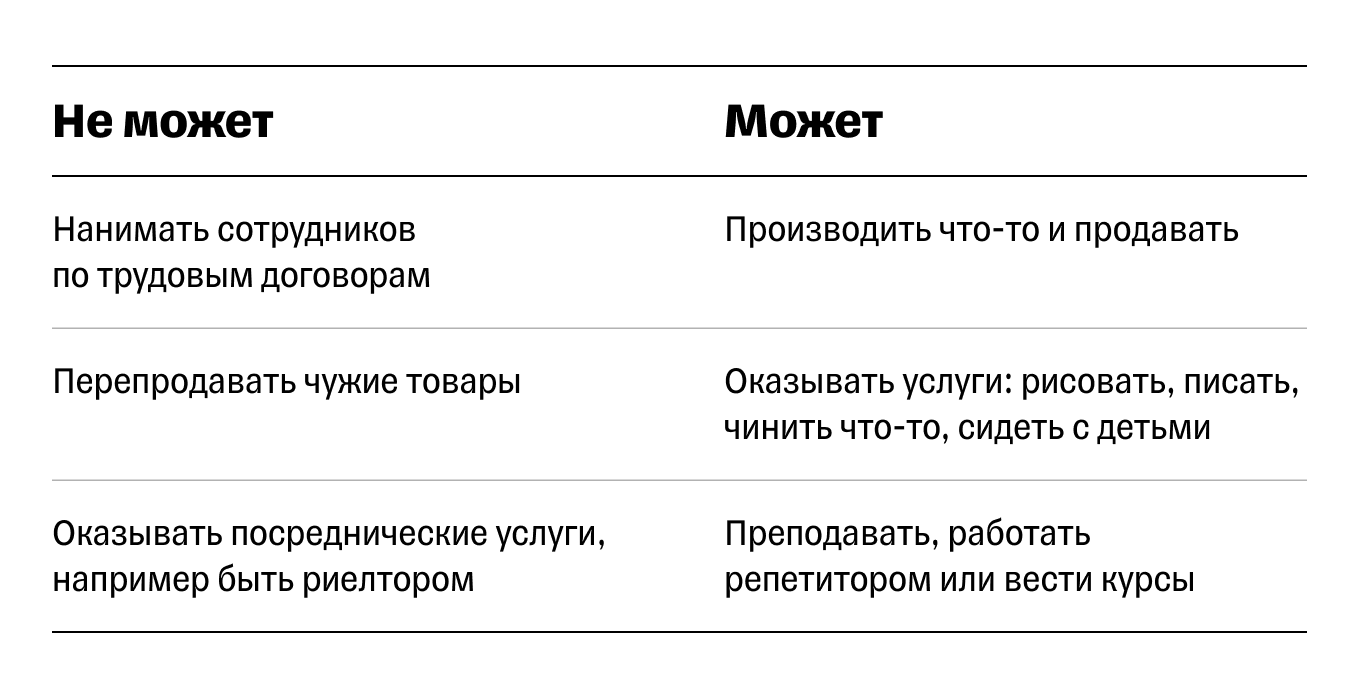 Не может
Может
Нанимать сотрудников
по трудовым договорам
Производить что-то и продавать
Перепродавать чужие товары
Оказывать услуги: рисовать, писать,
чинить что-то, сидеть с детьми
Оказывать посреднические услуги,
например быть риелтором
Преподавать, работать
репетитором или вести курсы